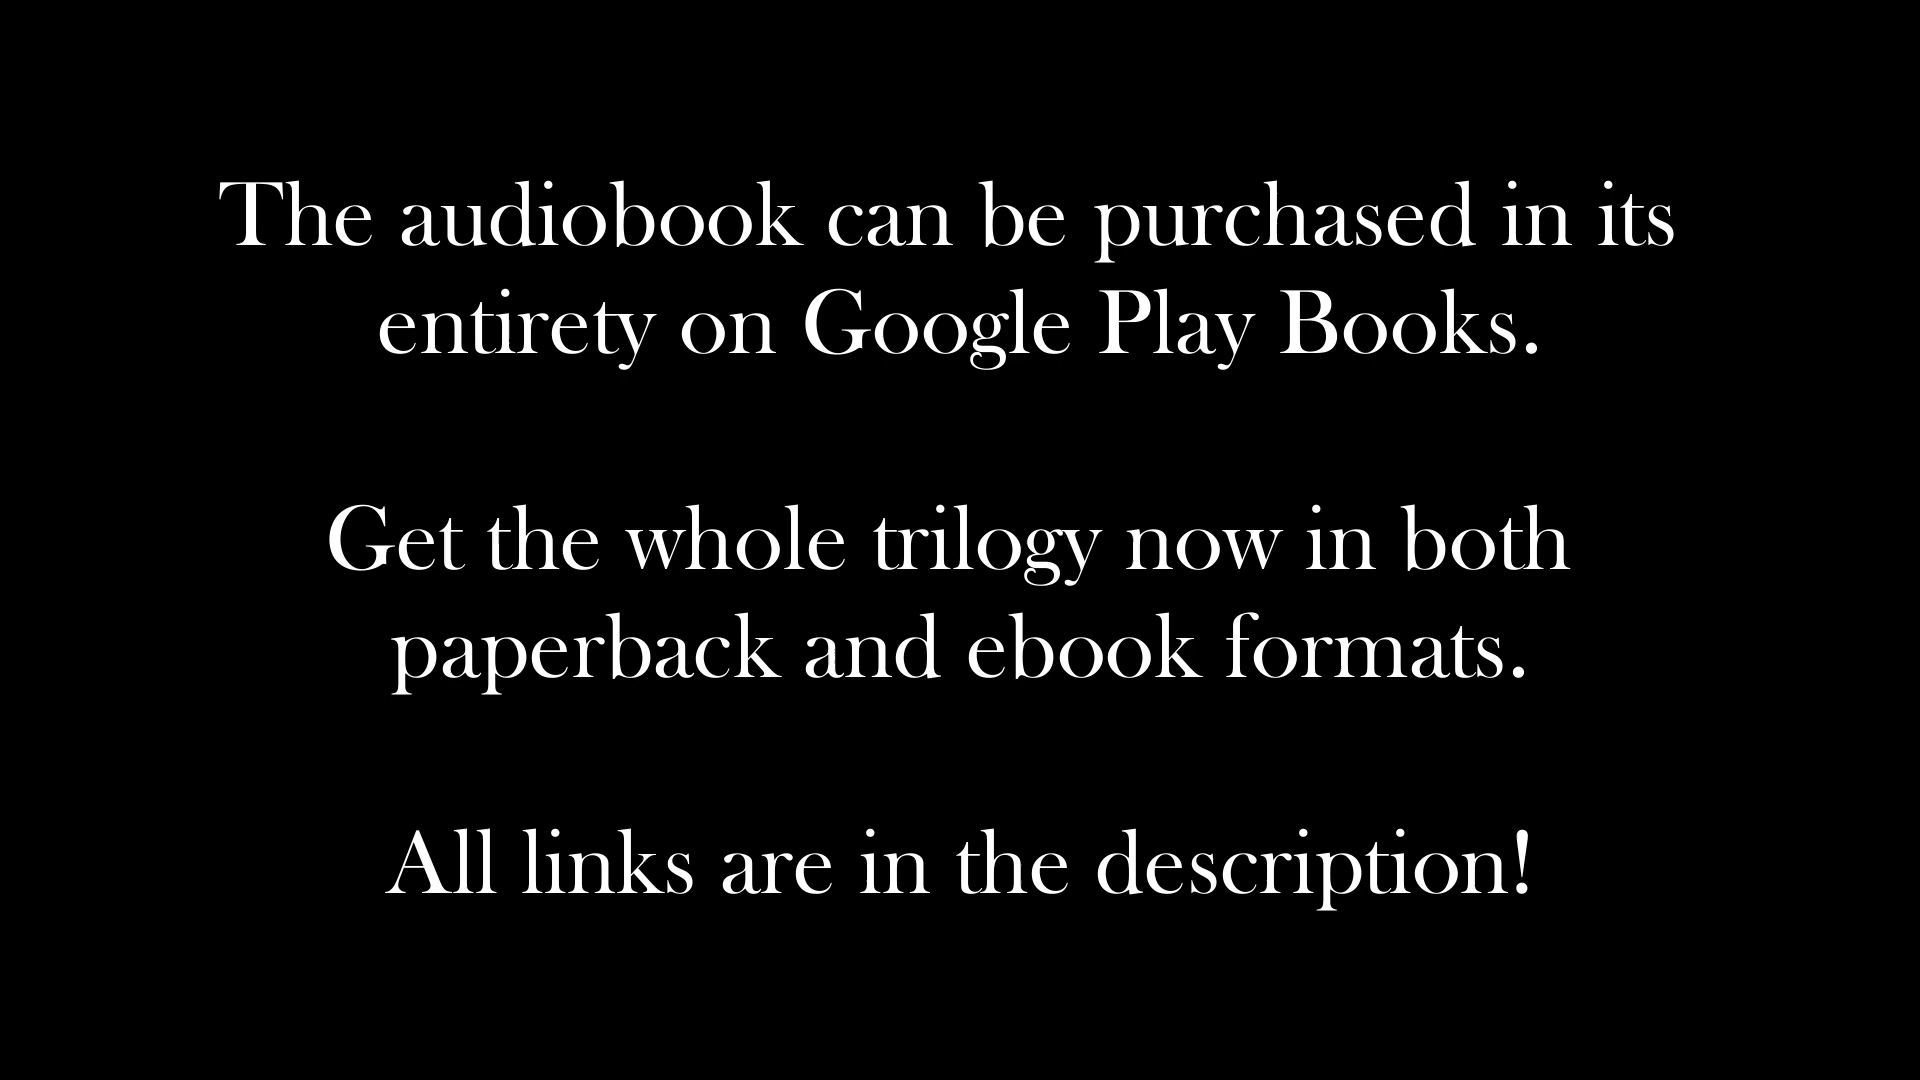 The audiobook can be purchased in its
entirety on Google Play Books.
Get the whole trilogy now in both
paperback and ebook formats.
All links are in the description!